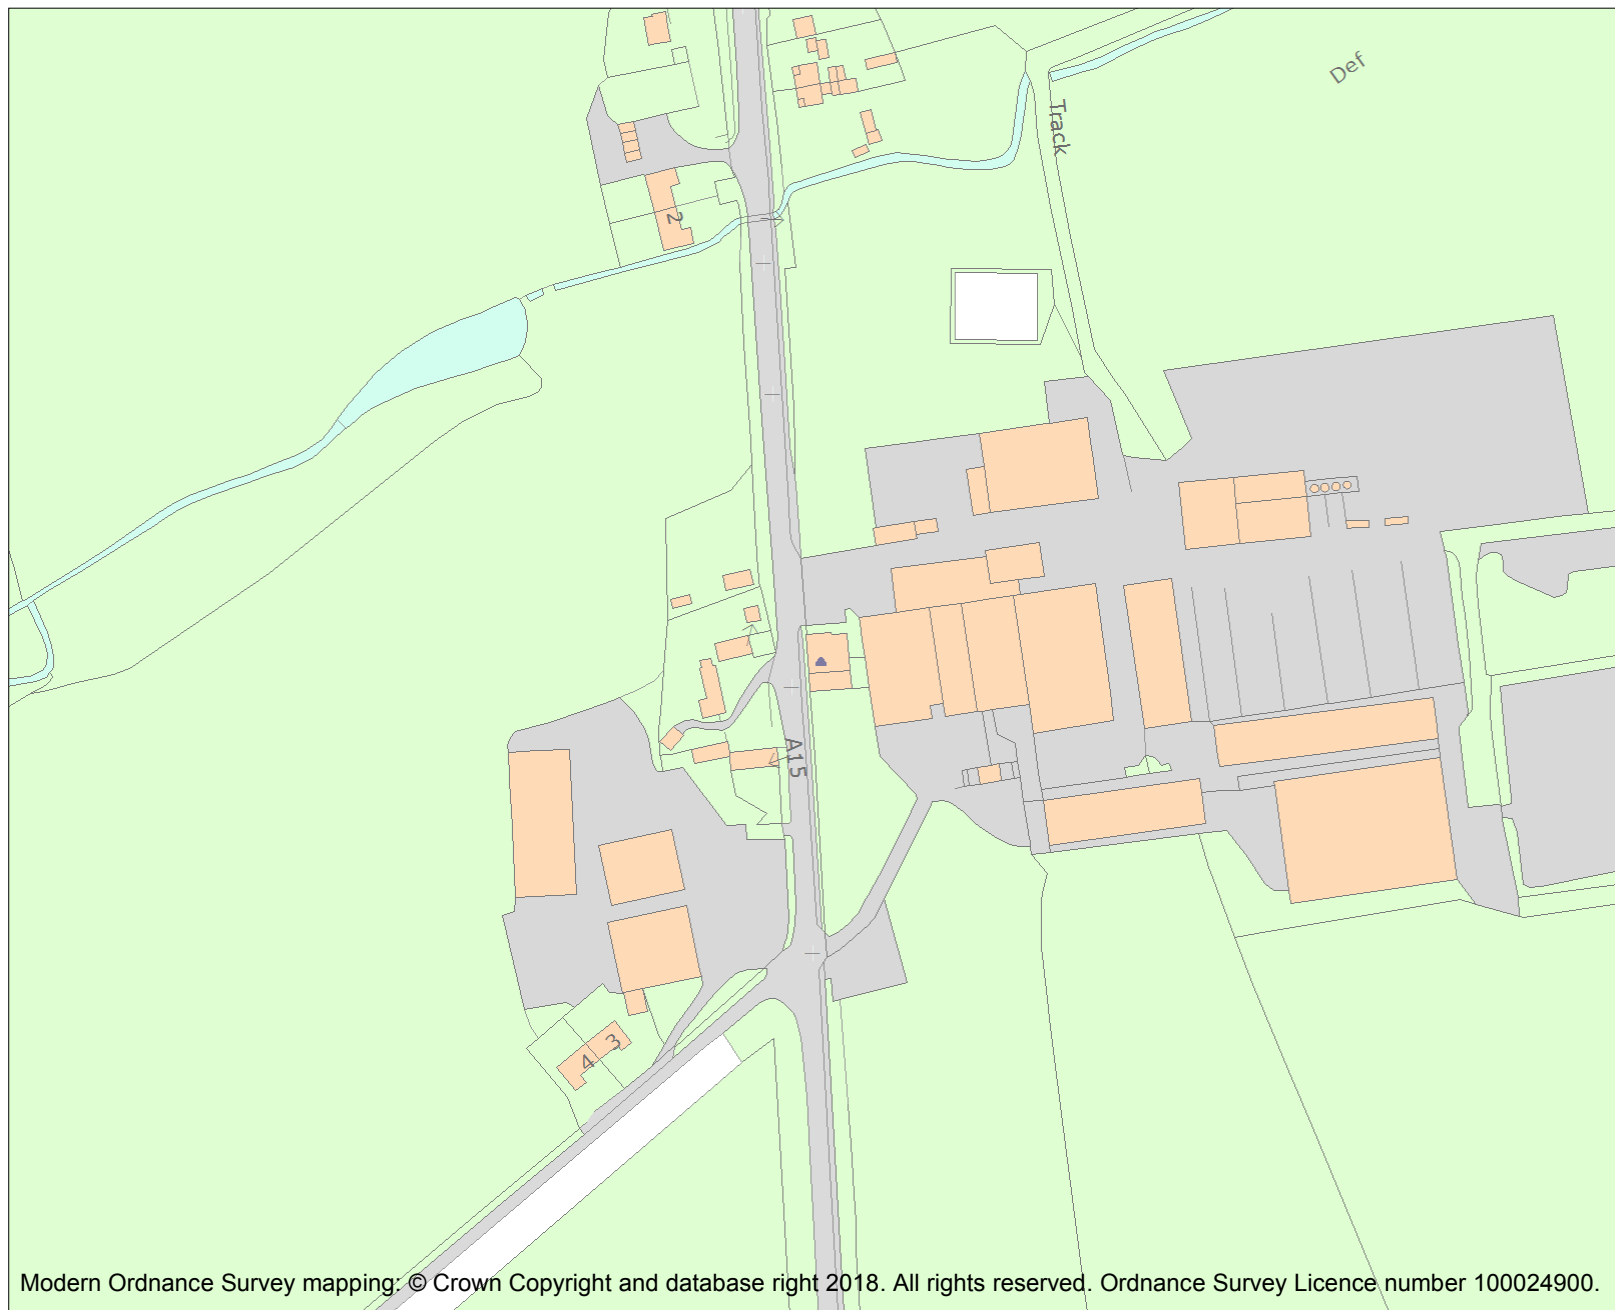 Def
Track
2
A15
3
4
Modern Ordnance Survey mapping: © Crown Copyright and database right 2018. All rights reserved. Ordnance Survey Licence number 100024900.